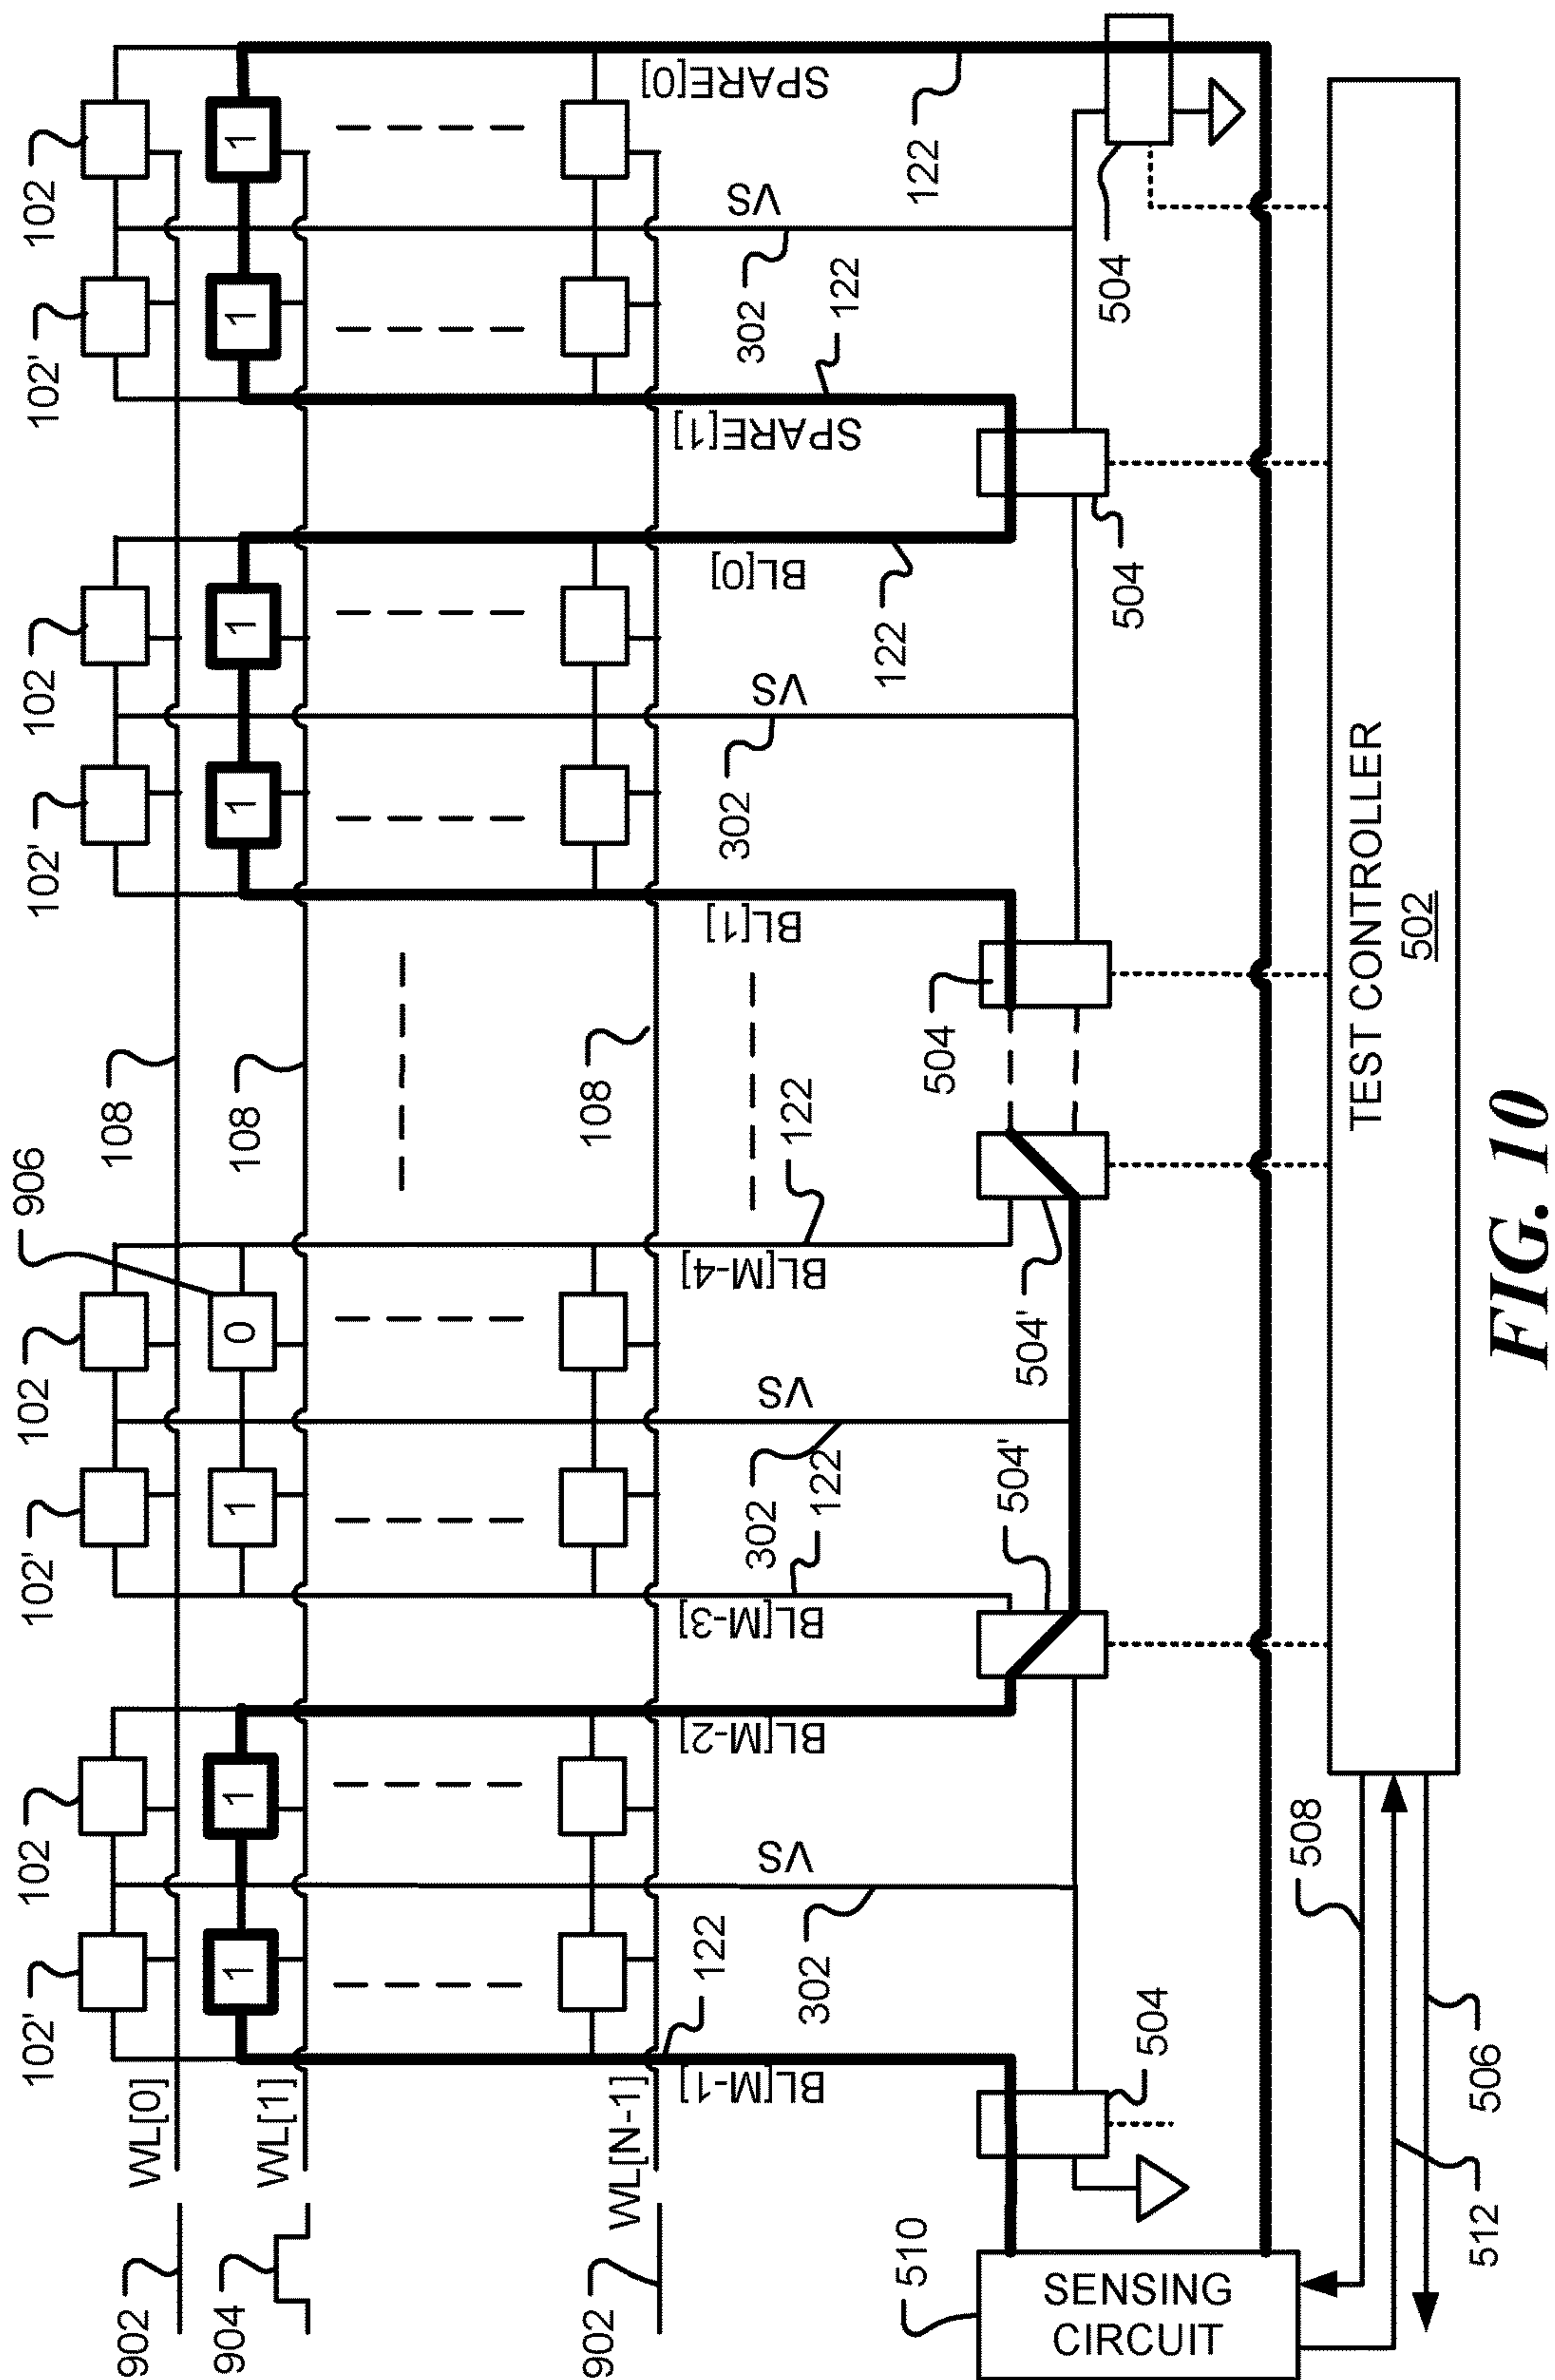 102'
102
102'
102
102'
102
102'
102
906
902
WL[0]
108
904
WL[1]
1
1
1
0
108
1
1
1
1
902
WL[N-1]
108
BL[M-1]
122
VS
302
BL[M-2]
BL[M-3]
122
VS
302
BL[M-4]
122
BL[1]
VS
302
BL[0]
122
SPARE[1]
122
VS
302
SPARE[0]
122
504
504'
504'
504
504
504
510
SENSING
CIRCUIT
508
512
506
TEST CONTROLLER
502
FIG. 10